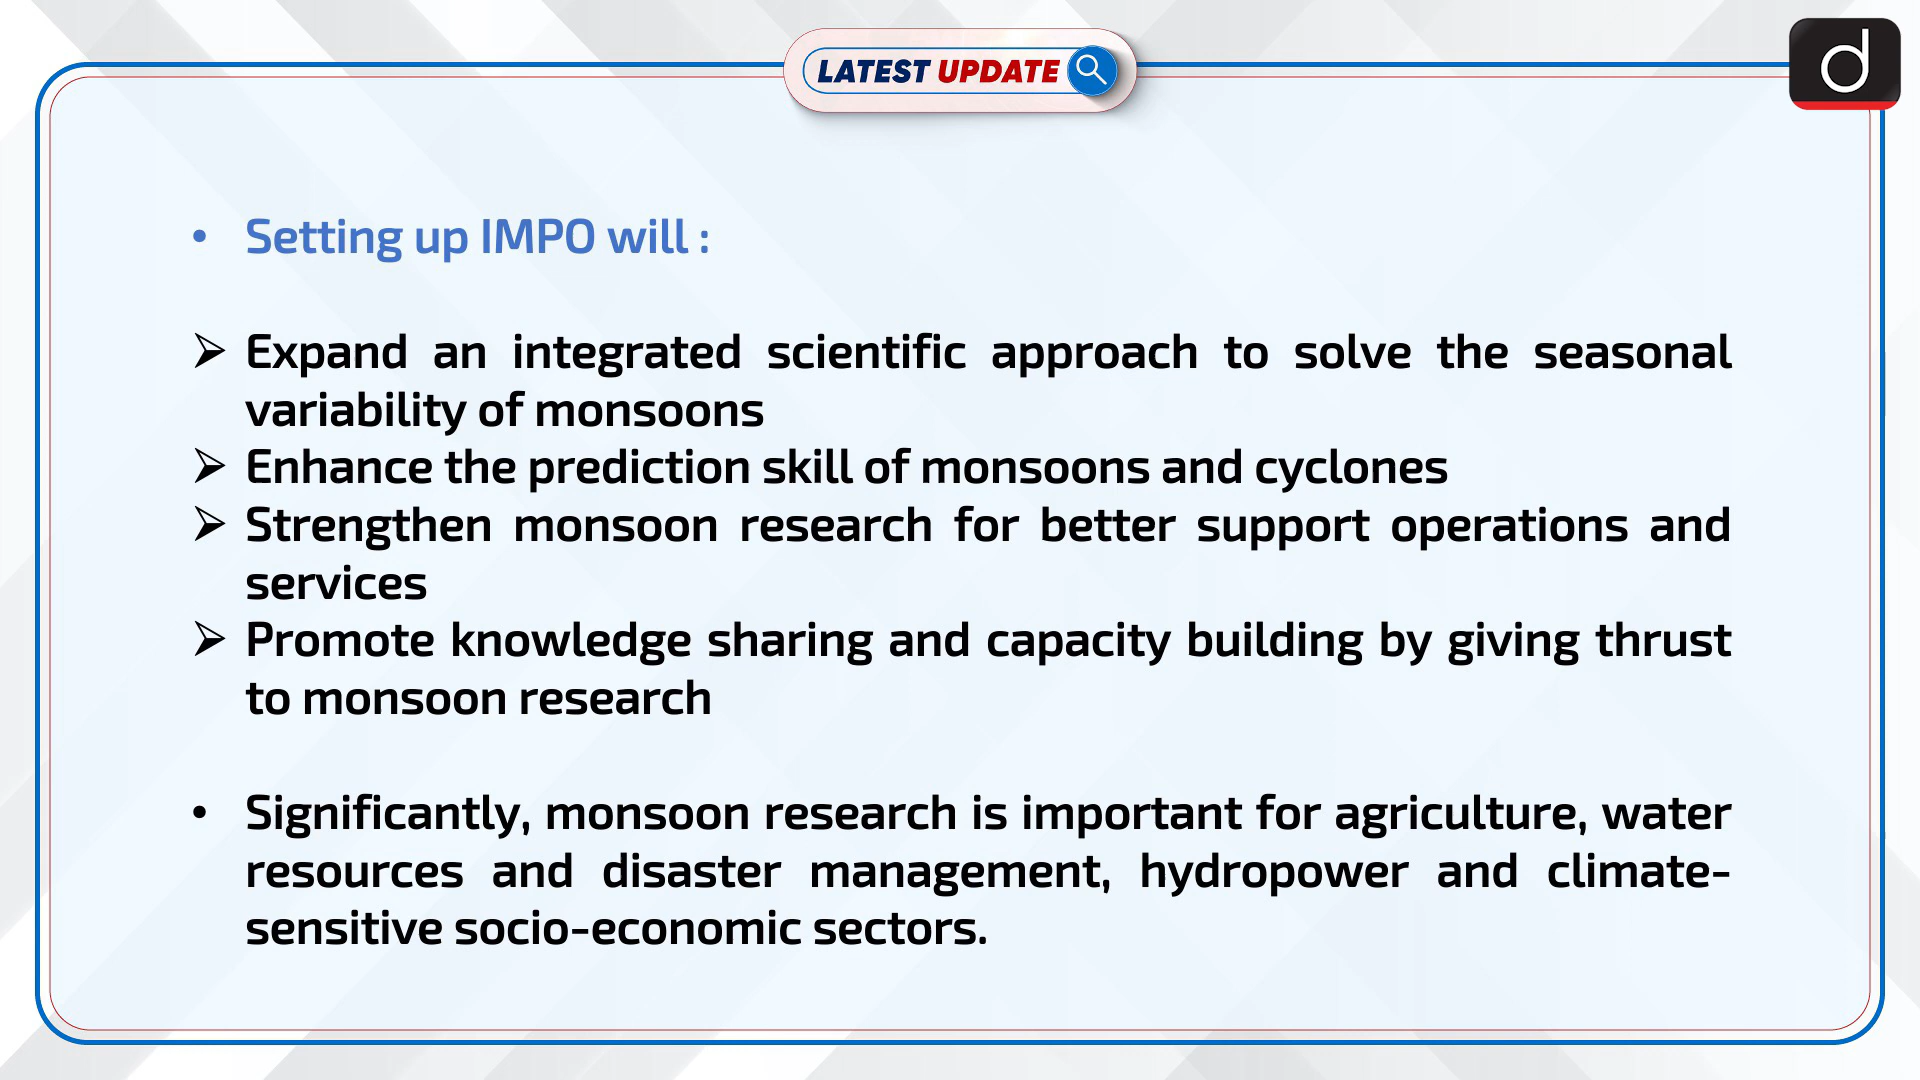 LATEST UPDATE
d
• Setting up IMPO will :
➢ Expand an integrated scientific approach to solve the seasonal
variability of monsoons
➢ Enhance the prediction skill of monsoons and cyclones
➢ Strengthen monsoon research for better support operations and
services
➢ Promote knowledge sharing and capacity building by giving thrust
to monsoon research
• Significantly, monsoon research is important for agriculture, water
resources and disaster management, hydropower and climate-
sensitive socio-economic sectors.